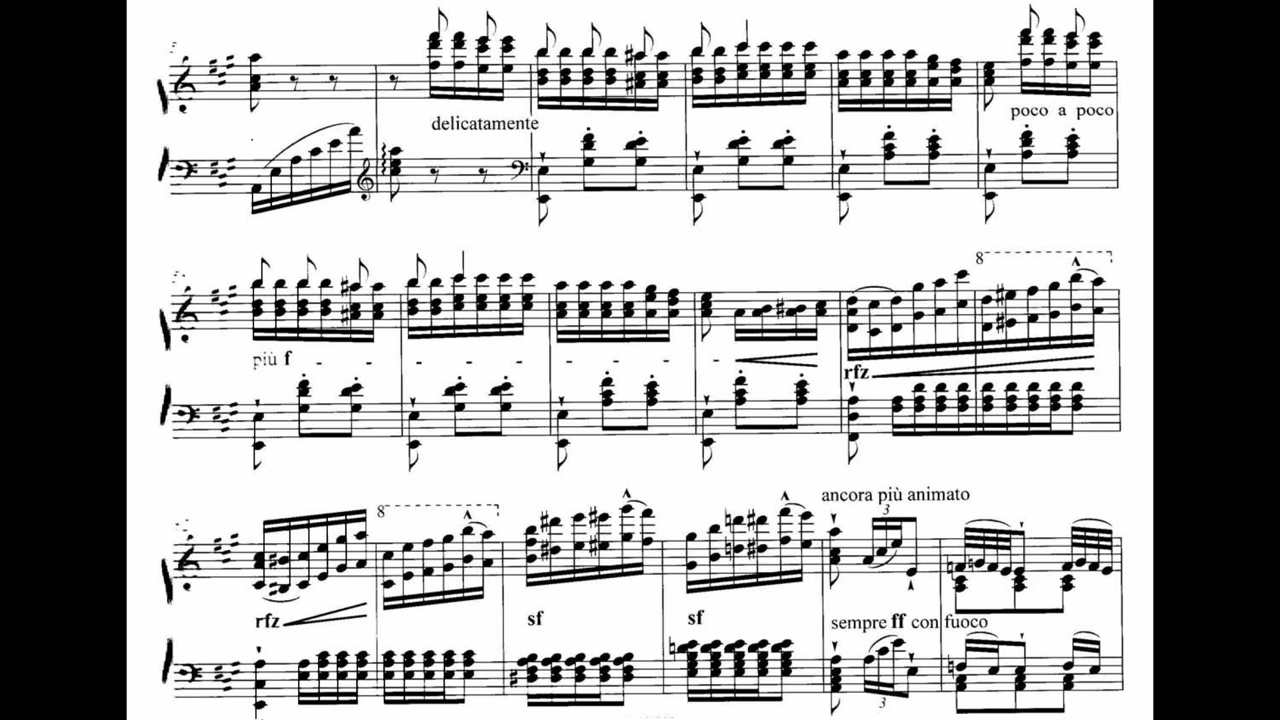 delicatamente
poco a poco
8
più f
rfz
8
ancora più animato
3
rfz
sf
sf
sempre ff con fuoco
3